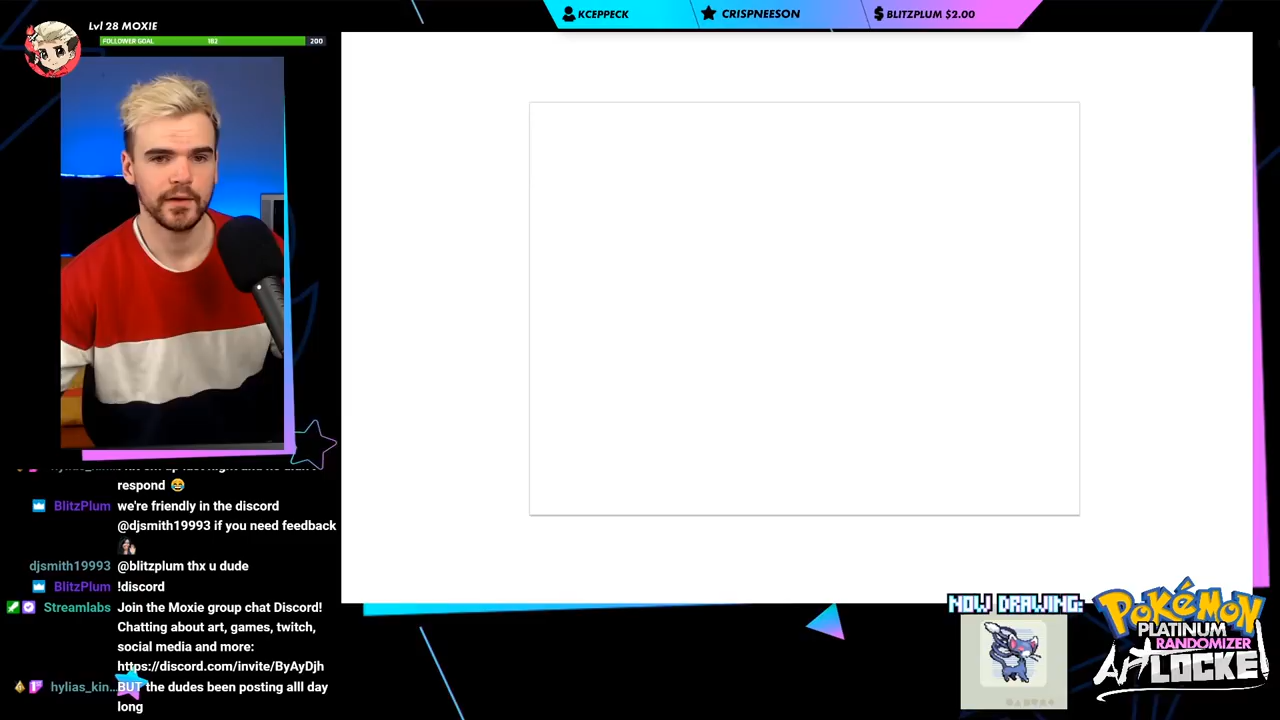 KCEPPECK
CRISPNEESON
BLITZPLUM $2.00
Lvl 28 MOXIE
FOLLOWER GOAL 182 200
respond 😂
BlitzPlum we're friendly in the discord
@djsmith19993 if you need feedback
djsmith19993 @blitzplum thx u dude
BlitzPlum !discord
Streamlabs Join the Moxie group chat Discord!
Chatting about art, games, twitch,
social media and more:
https://discord.com/invite/ByAyDjh
hylias_kin... BUT the dudes been posting alll day
long
NOW DRAWING:
POKéMON
PLATINUM
RANDOMIZER
ArtLOCKE